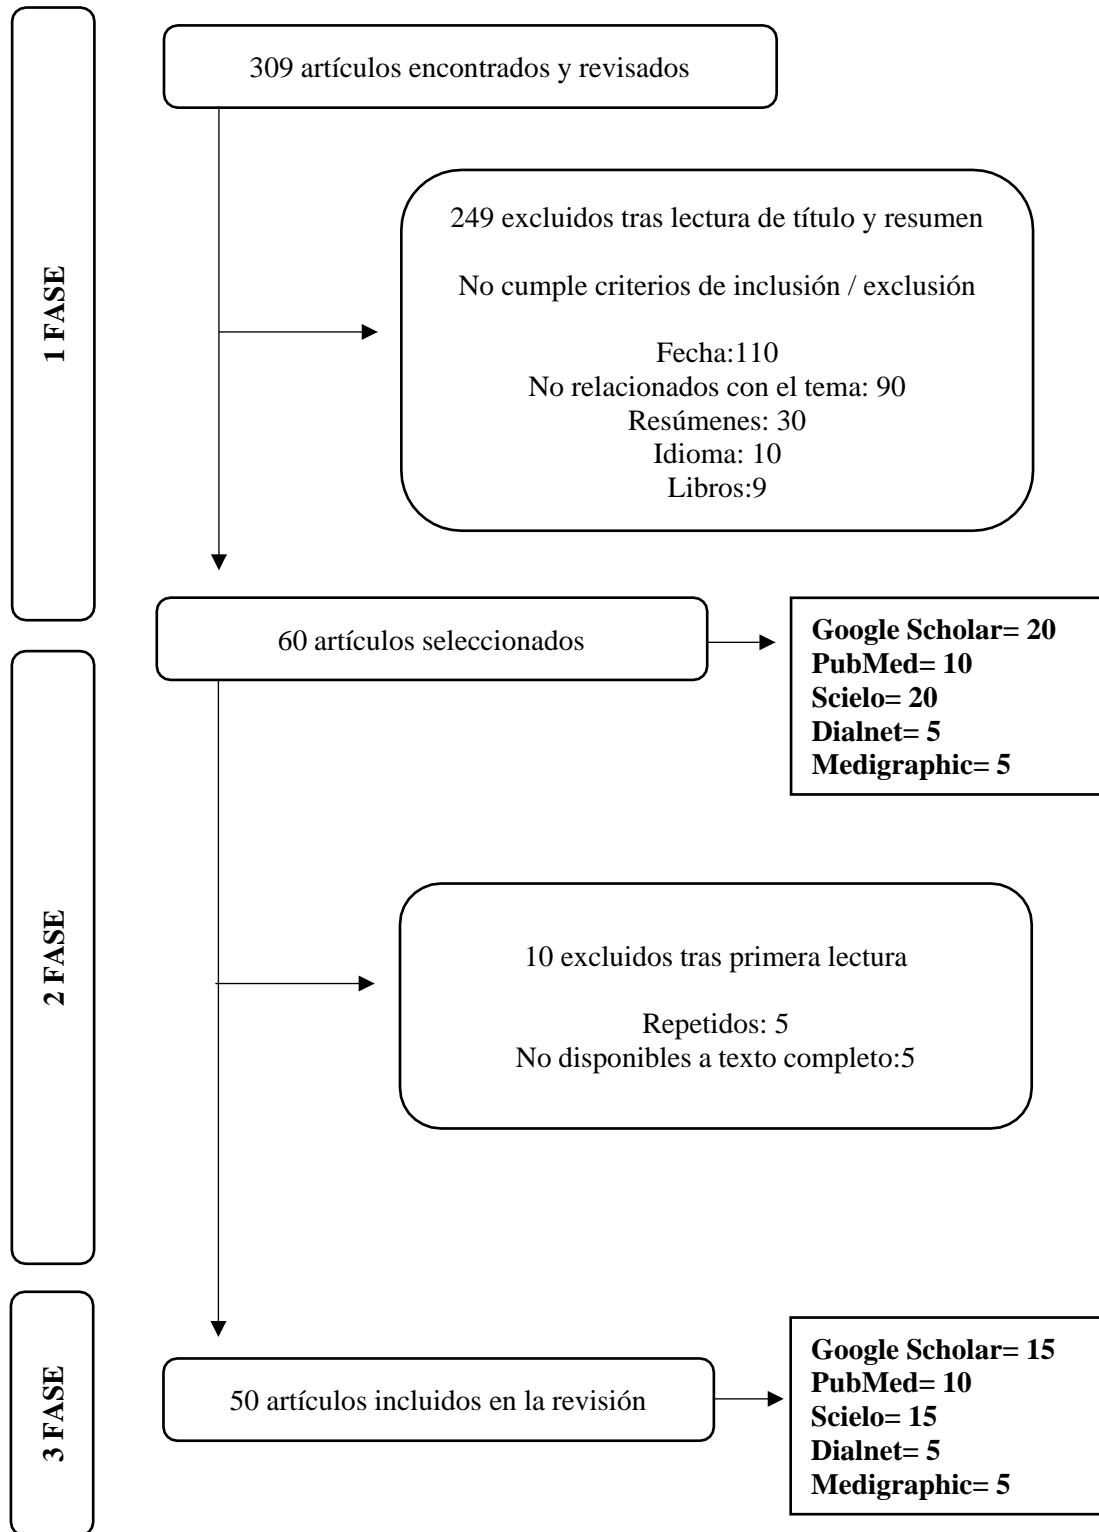 1 FASE
309 artículos encontrados y revisados
249 excluidos tras lectura de título y resumen
No cumple criterios de inclusión / exclusión
Fecha:110
No relacionados con el tema: 90
Resúmenes: 30
Idioma: 10
Libros:9
60 artículos seleccionados
Google Scholar= 20
PubMed= 10
Scielo= 20
Dialnet= 5
Medigraphic= 5
2 FASE
10 excluidos tras primera lectura
Repetidos: 5
No disponibles a texto completo:5
3 FASE
50 artículos incluidos en la revisión
Google Scholar= 15
PubMed= 10
Scielo= 15
Dialnet= 5
Medigraphic= 5